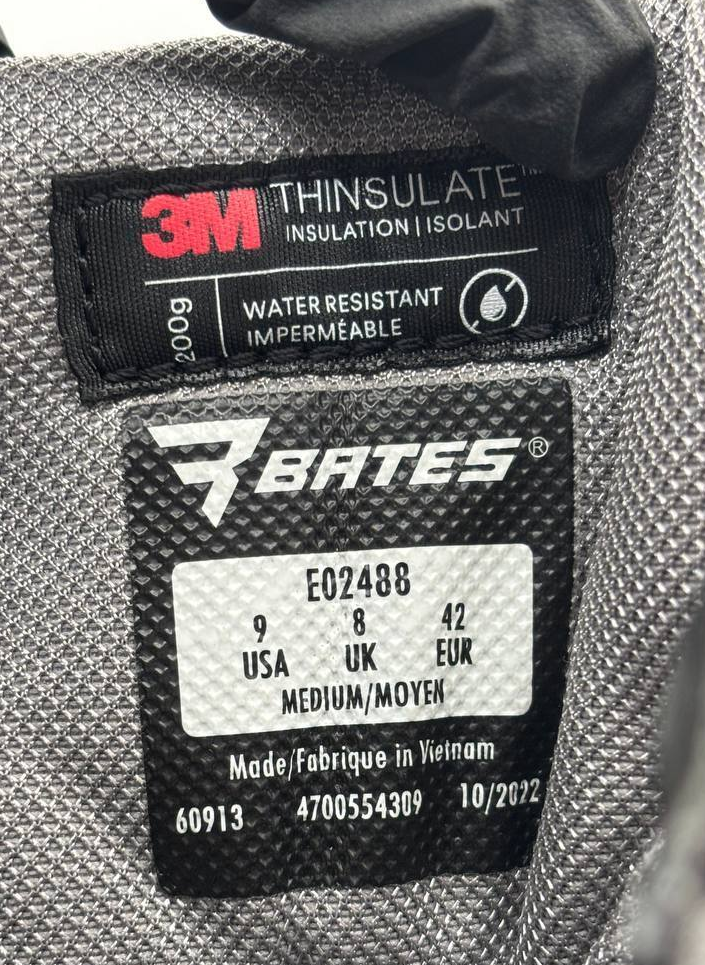 3M THINSULATE™
INSULATION | ISOLANT
200g
WATER RESISTANT
IMPERMÉABLE
BATES®
E02488
9 8 42
USA UK EUR
MEDIUM/MOYEN
Made/Fabrique in Vietnam
60913 4700554309 10/2022